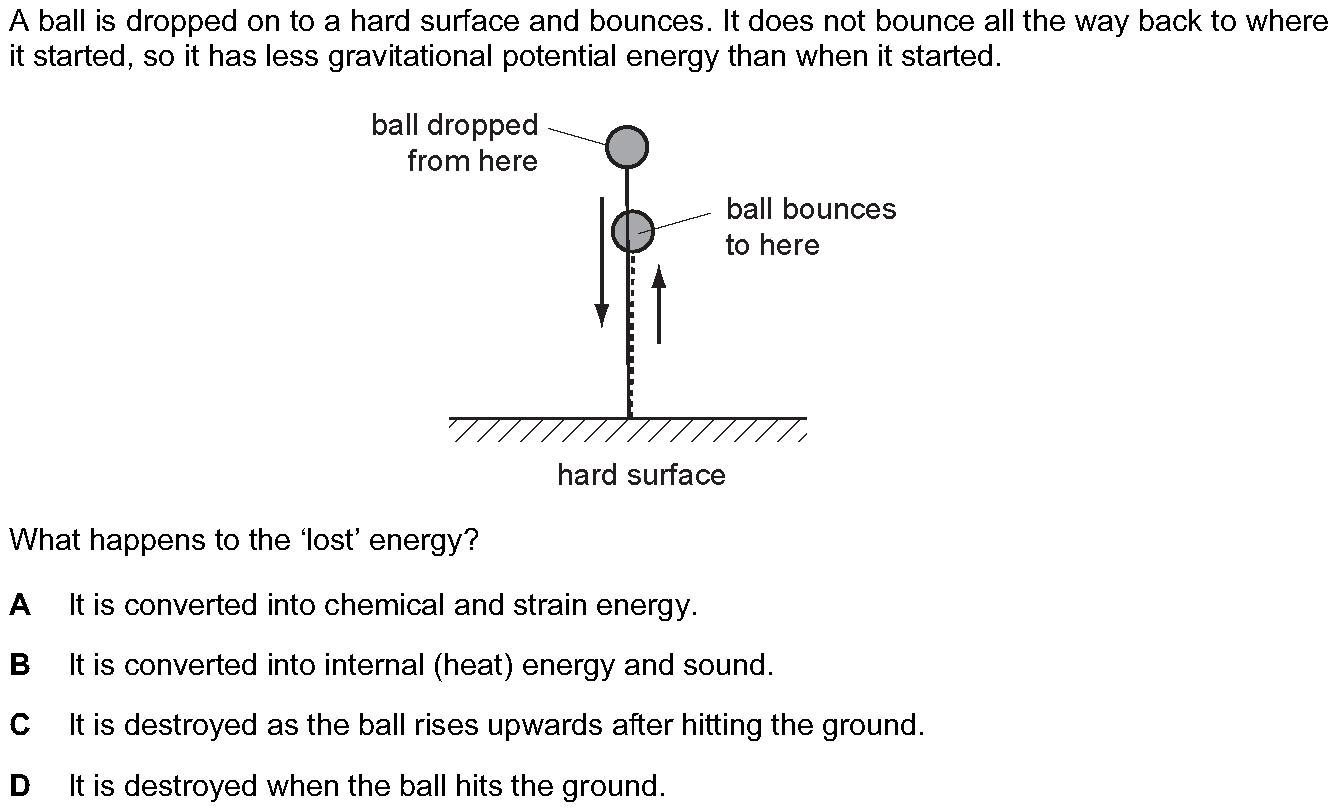 A ball is dropped on to a hard surface and bounces. It does not bounce all the way back to where
it started, so it has less gravitational potential energy than when it started.
ball dropped
from here
ball bounces
to here
hard surface
What happens to the ‘lost’ energy?
A It is converted into chemical and strain energy.
B It is converted into internal (heat) energy and sound.
C It is destroyed as the ball rises upwards after hitting the ground.
D It is destroyed when the ball hits the ground.